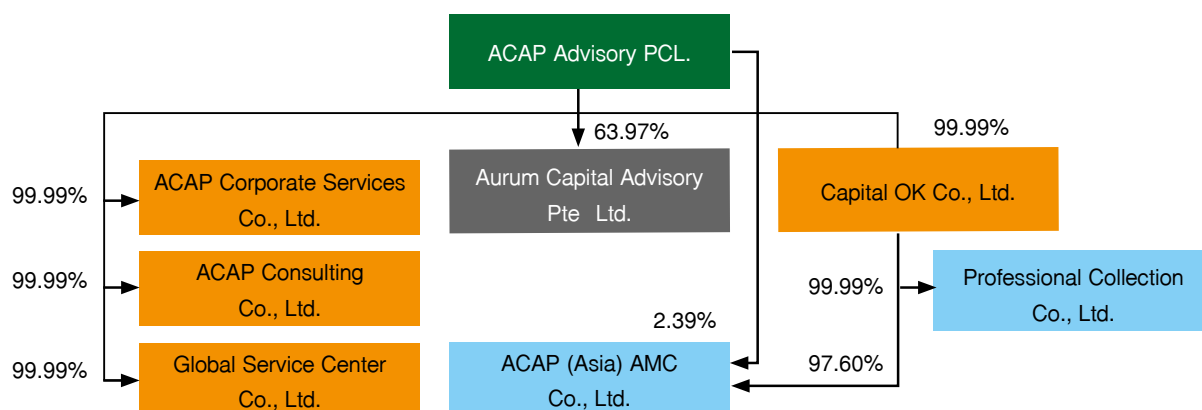 ACAP Advisory PCL.
63.97%
99.99%
99.99%
ACAP Corporate Services
Co., Ltd.
Aurum Capital Advisory
Pte Ltd.
Capital OK Co., Ltd.
99.99%
ACAP Consulting
Co., Ltd.
99.99%
Professional Collection
Co., Ltd.
2.39%
99.99%
Global Service Center
Co., Ltd.
ACAP (Asia) AMC
Co., Ltd.
97.60%